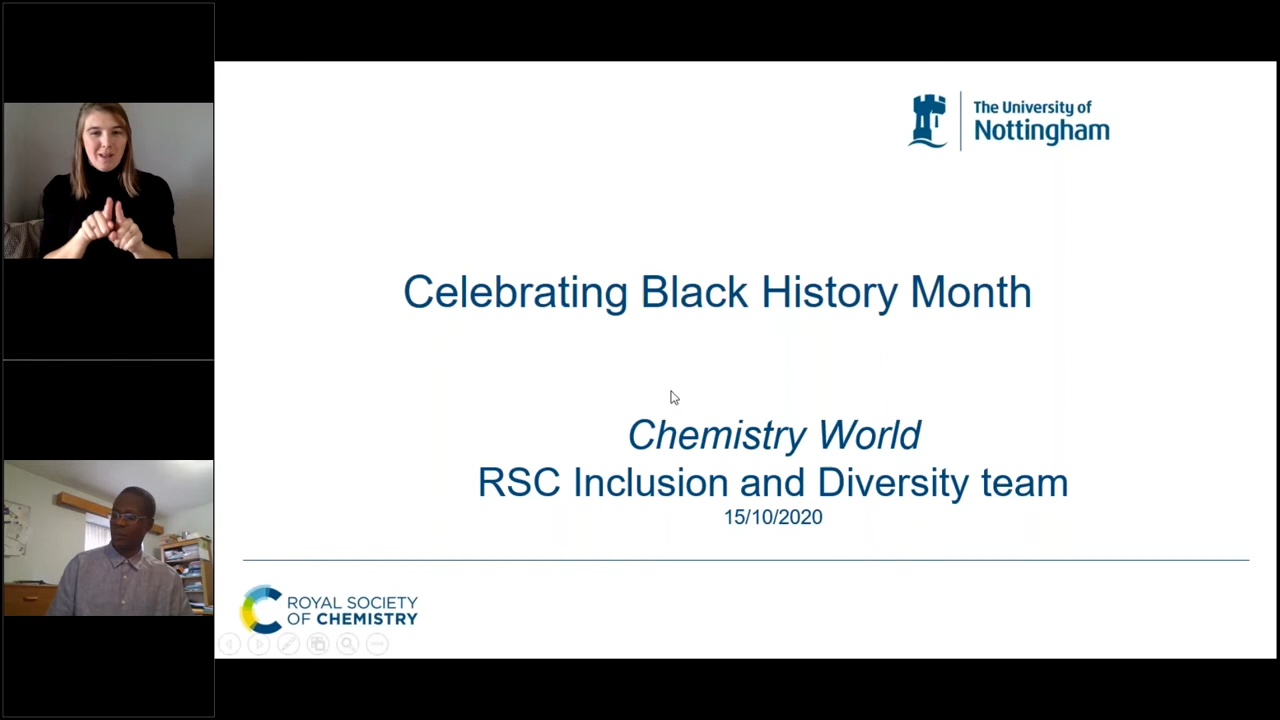 The University of
Nottingham
Celebrating Black History Month
Chemistry World
RSC Inclusion and Diversity team
15/10/2020
ROYAL SOCIETY
OF CHEMISTRY